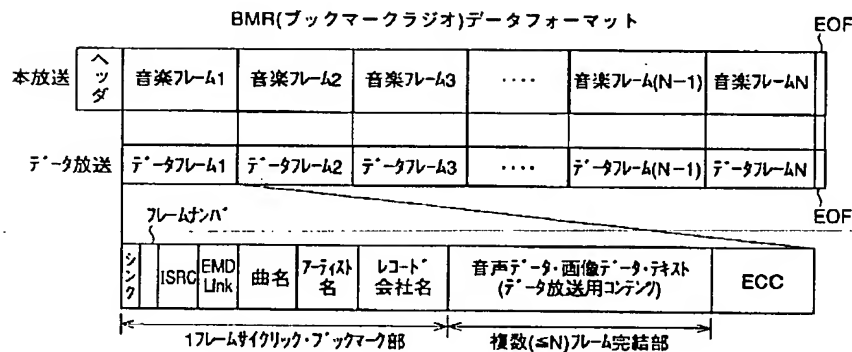 BMR(ブックマークラジオ)データフォーマット
EOF
本放送 ヘッダ 音楽フレーム1 音楽フレーム2 音楽フレーム3 ‥‥ 音楽フレーム(N−1) 音楽フレームN
データ放送 データフレーム1 データフレーム2 データフレーム3 ‥‥ データフレーム(N−1) データフレームN
EOF
フレームナンバ
シンク ISRC EMD Link 曲名 アーティスト名 レコード会社名 音声データ・画像データ・テキスト
(データ放送用コンテンツ) ECC
1フレームサイクリック・ブックマーク部 複数(≦N)フレーム完結部